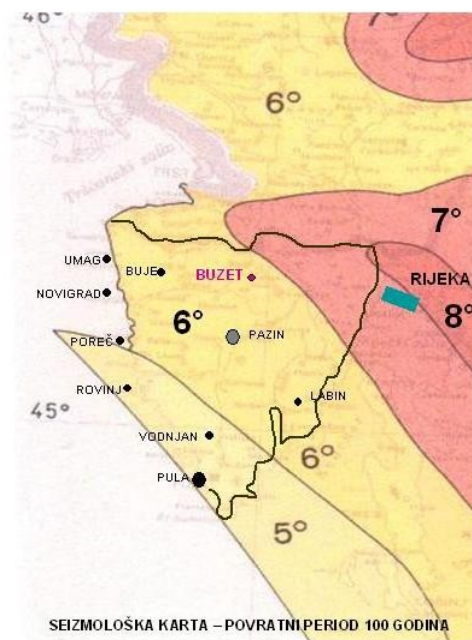 46°
7°
6°
7°
UMAG
BUJE
BUZET
RIJEKA
NOVIGRAD
6°
8°
POREČ
PAZIN
ROVINJ
LABIN
45°
VODNJAN
6°
PULA
5°
SEIZMOLOŠKA KARTA – POVRATNI PERIOD 100 GODINA